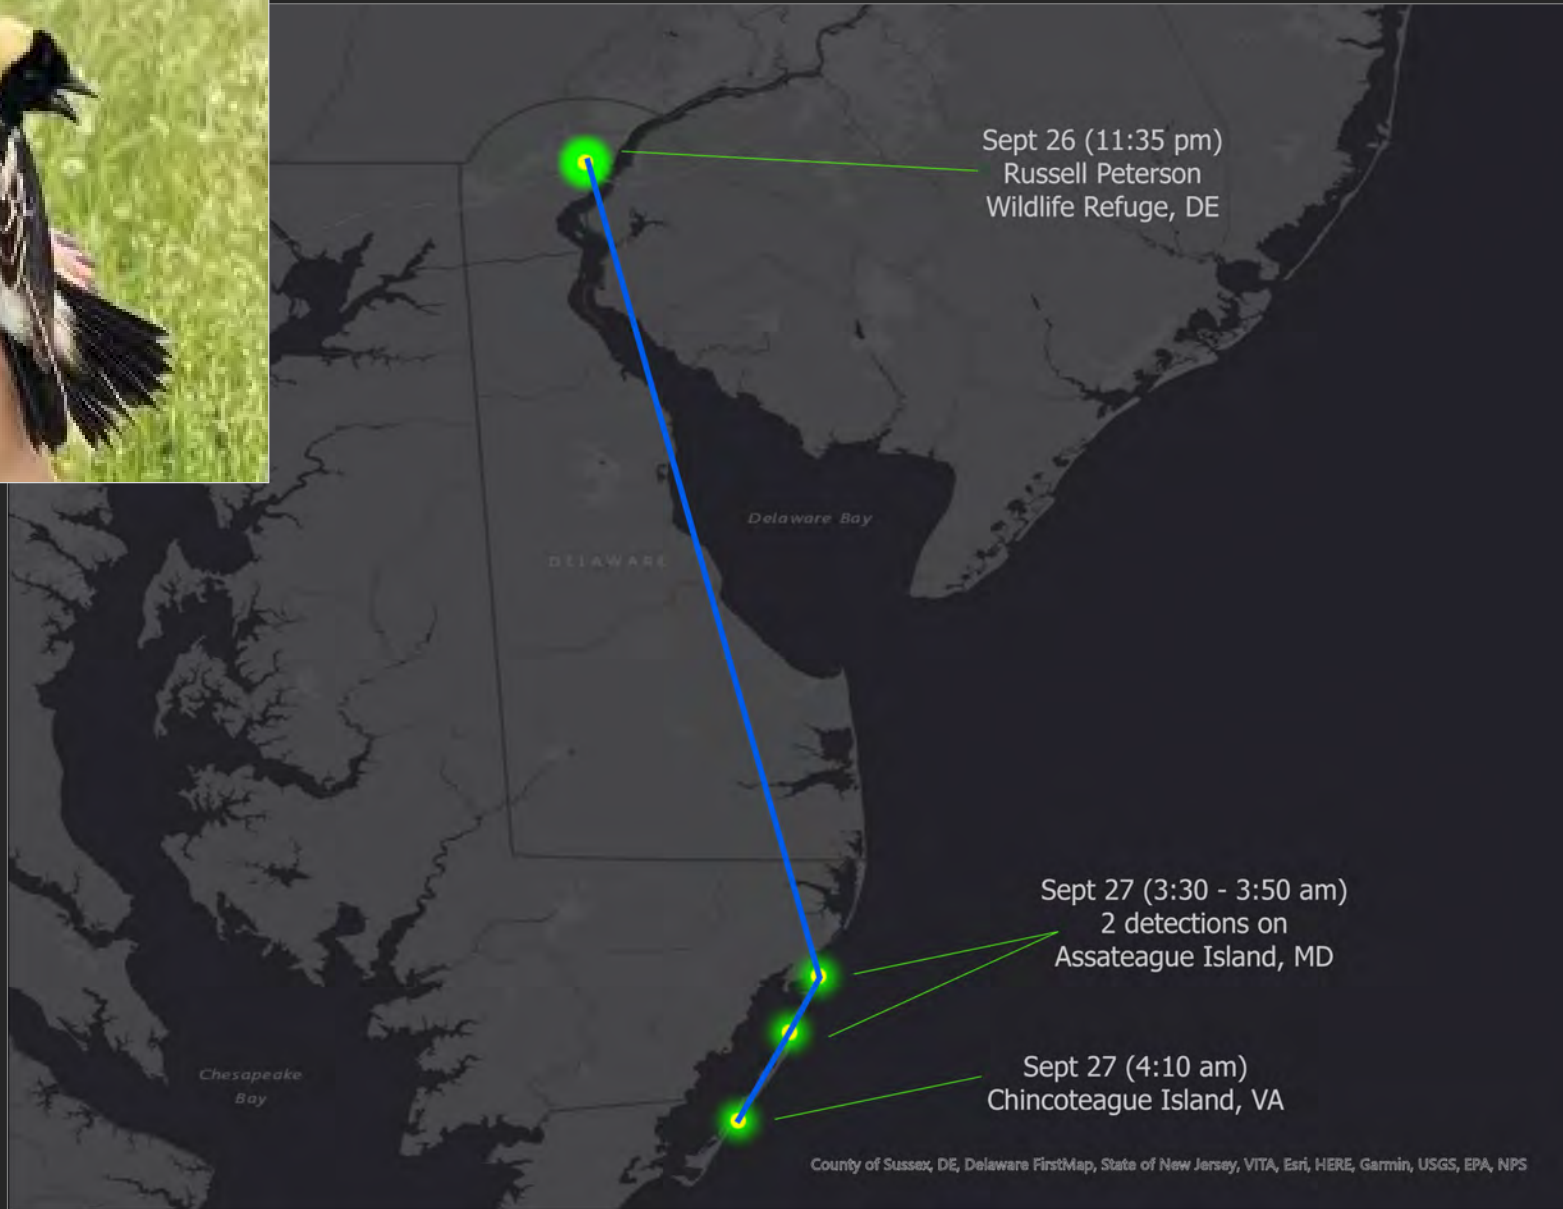 Sept 26 (11:35 pm)
Russell Peterson
Wildlife Refuge, DE
Delaware Bay
DELAWARE
Sept 27 (3:30 - 3:50 am)
2 detections on
Assateague Island, MD
Sept 27 (4:10 am)
Chincoteague Island, VA
Chesapeake
Bay
County of Sussex, DE, Delaware FirstMap, State of New Jersey, VITA, Esri, HERE, Garmin, USGS, EPA, NPS